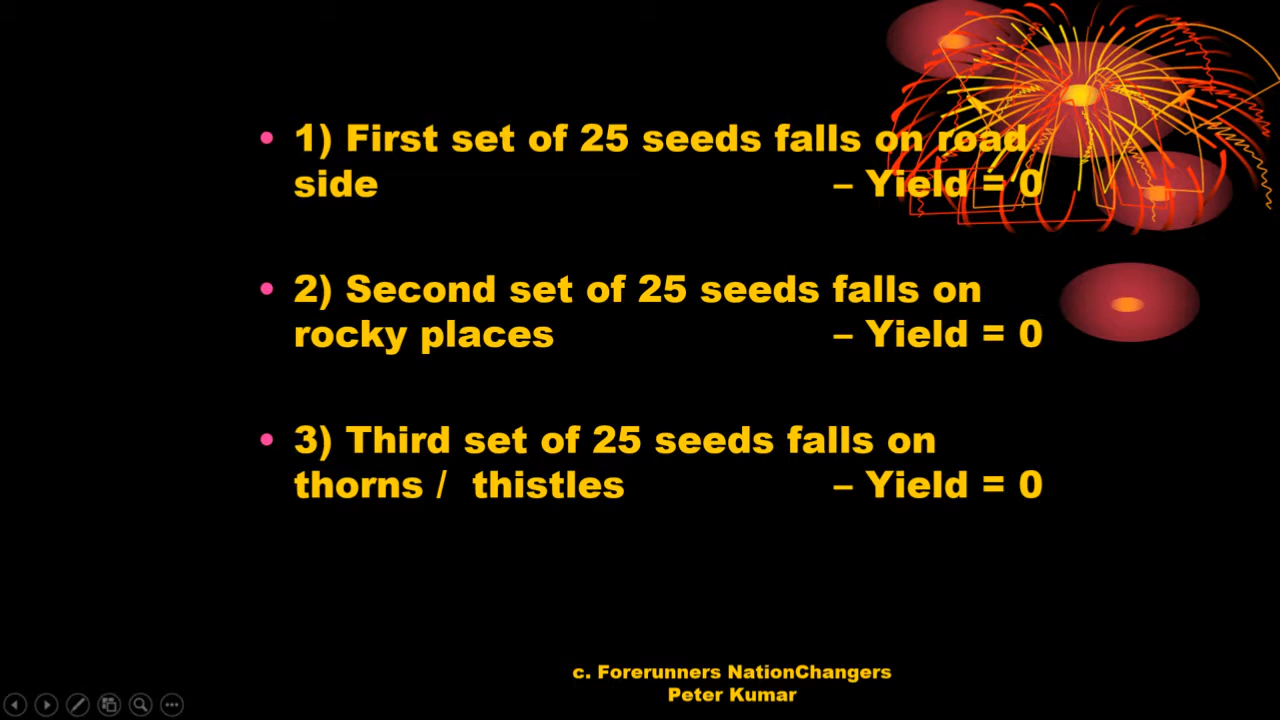 • 1) First set of 25 seeds falls on road
side – Yield = 0
• 2) Second set of 25 seeds falls on
rocky places – Yield = 0
• 3) Third set of 25 seeds falls on
thorns / thistles – Yield = 0
c. Forerunners NationChangers
Peter Kumar